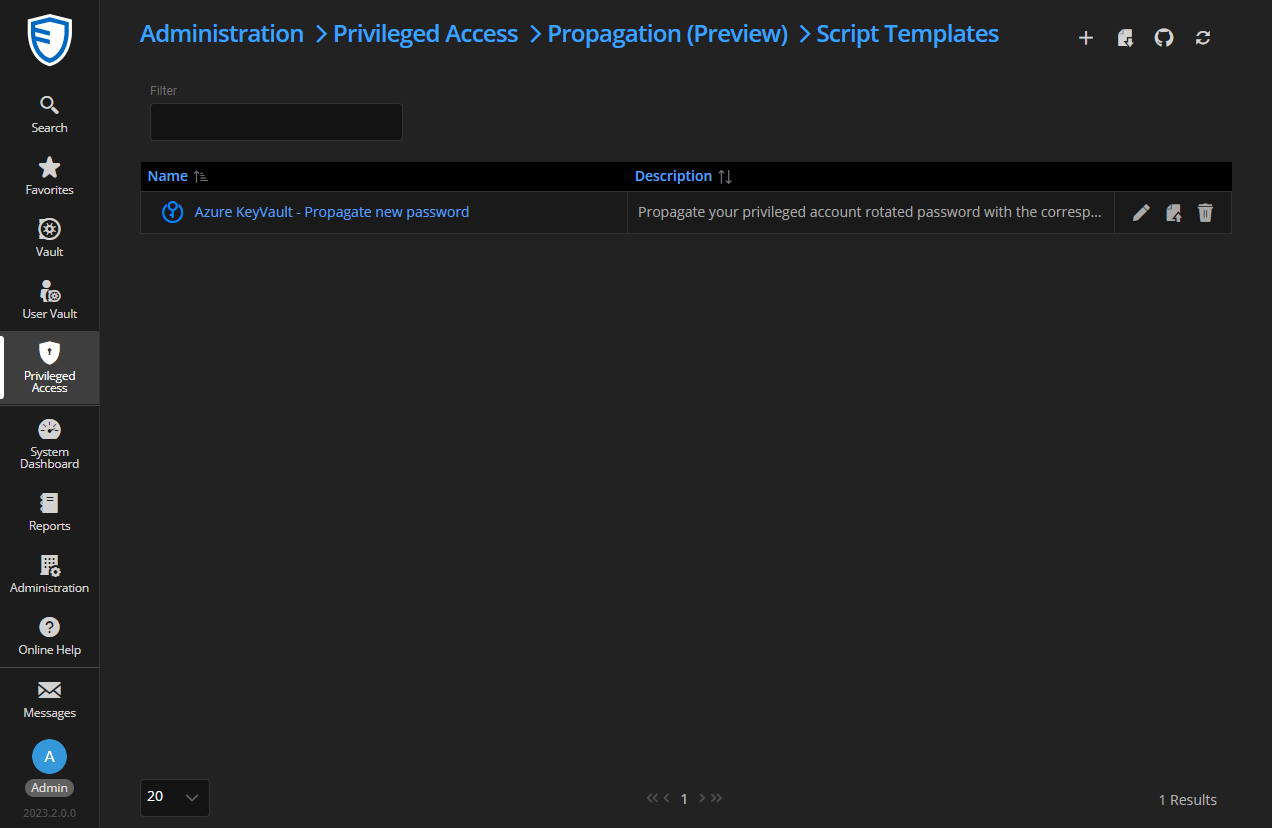 Administration > Privileged Access > Propagation (Preview) > Script Templates
Search
Favorites
Vault
User Vault
Privileged
Access
System
Dashboard
Reports
Administration
Online Help
Messages
A
Admin
2023.2.0.0
Filter
Name Description
Azure KeyVault - Propagate new password Propagate your privileged account rotated password with the corresp...
20 1 1 Results